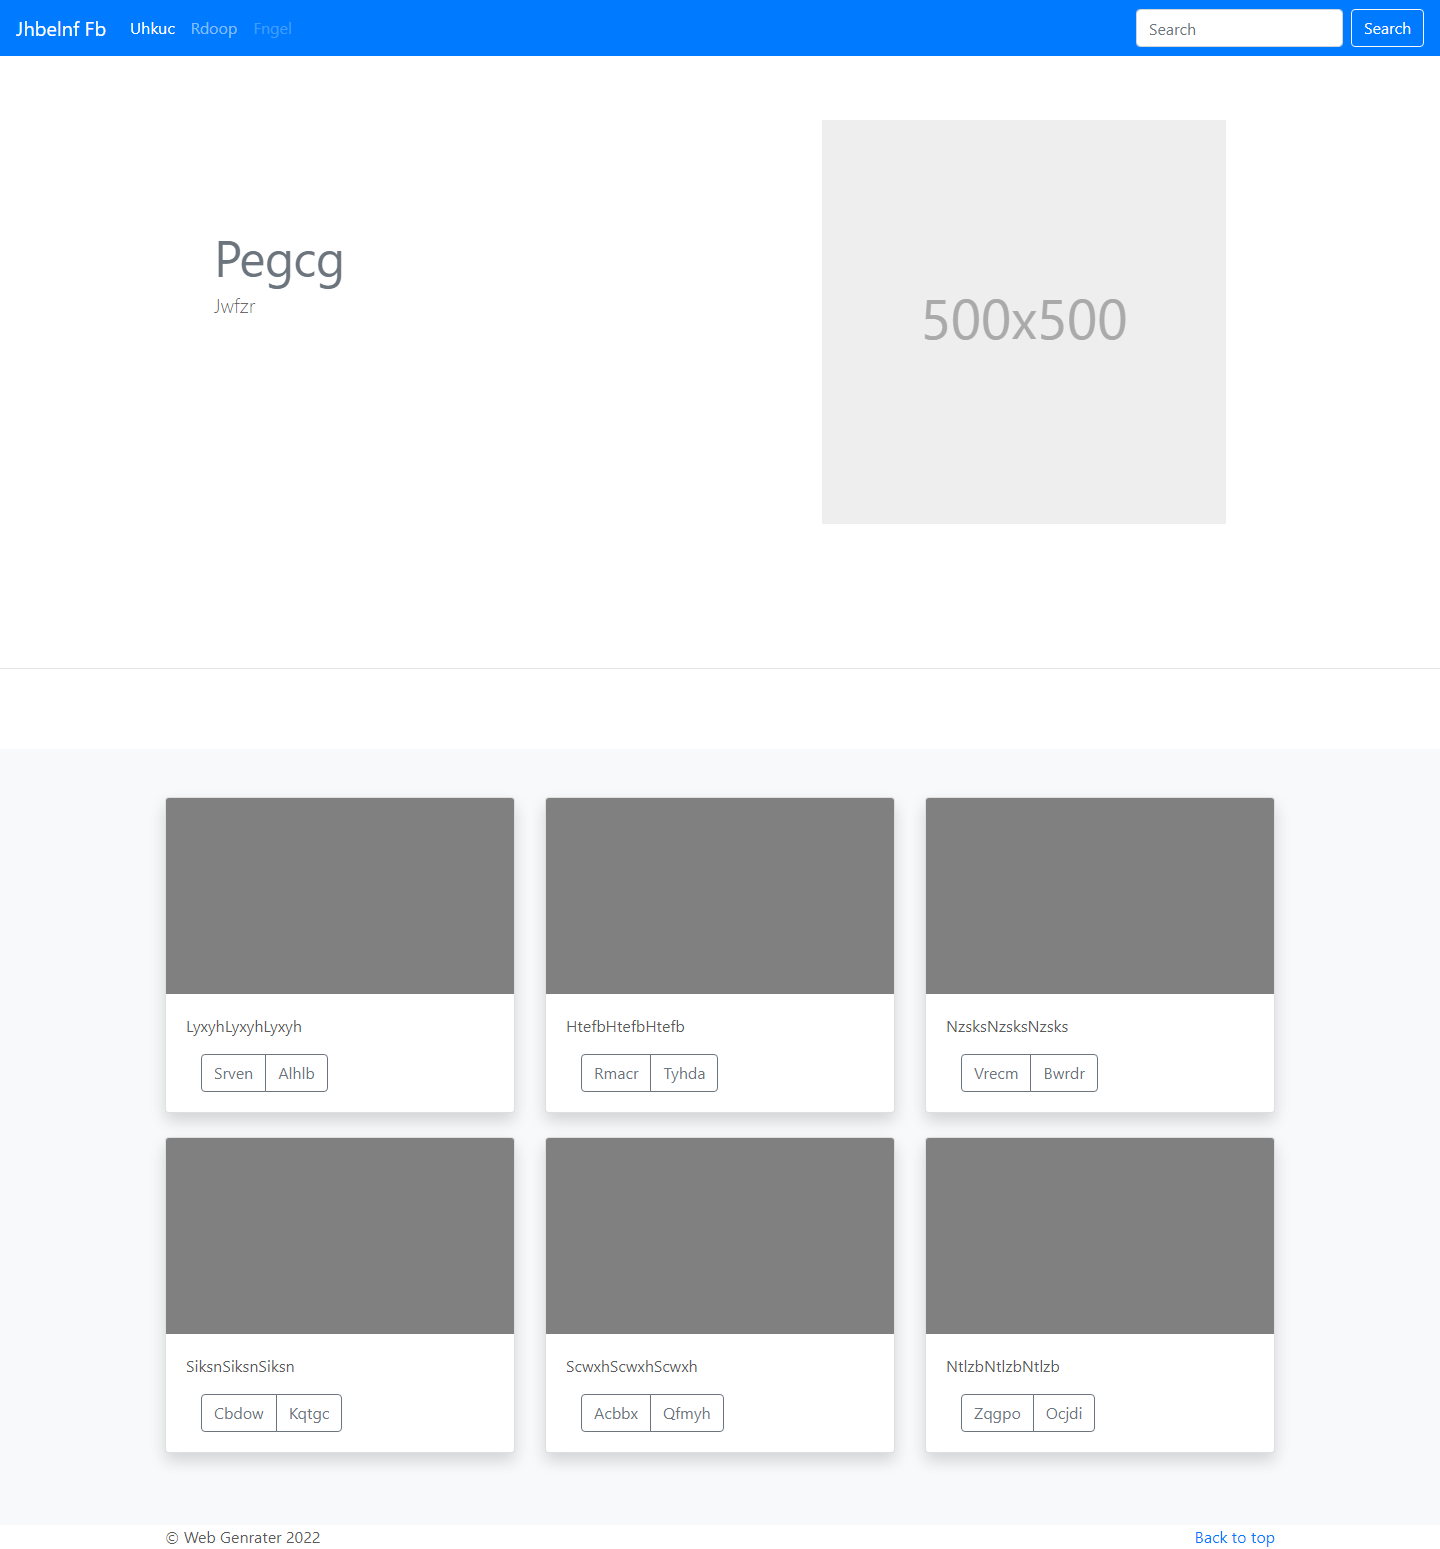 Jhbelnf Fb Uhkuc Rdoop Fngel Search Search
Pegcg
Jwfzr
500x500
LyxyhLyxyhLyxyh HtefbHtefbHtefb NzsksNzsksNzsks
Srven Alhlb Rmacr Tyhda Vrecm Bwrdr
SiksnSiksnSiksn ScwxhScwxhScwxh NtlzbNtlzbNtlzb
Cbdow Kqtgc Acbbx Qfmyh Zqgpo Ocjdi
© Web Genrater 2022 Back to top